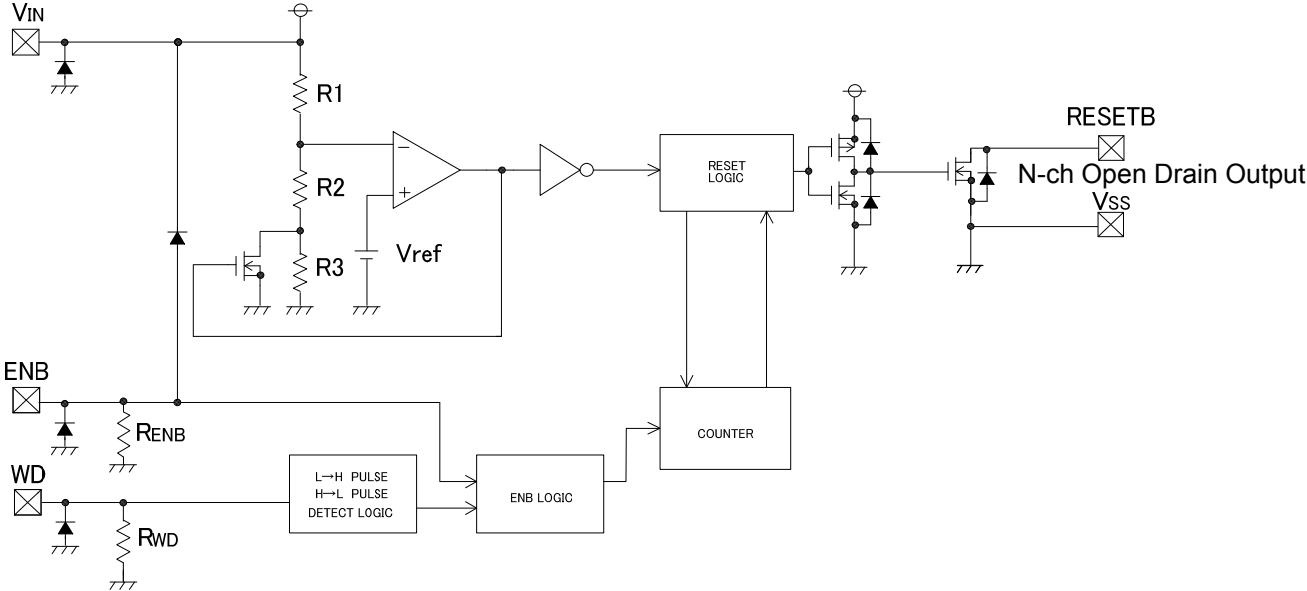 VIN
R1
R2
R3
−
+
Vref
RESET
LOGIC
RESETB
N-ch Open Drain Output
VSS
ENB
RENB
WD
RWD
L→H PULSE
H→L PULSE
DETECT LOGIC
ENB LOGIC
COUNTER